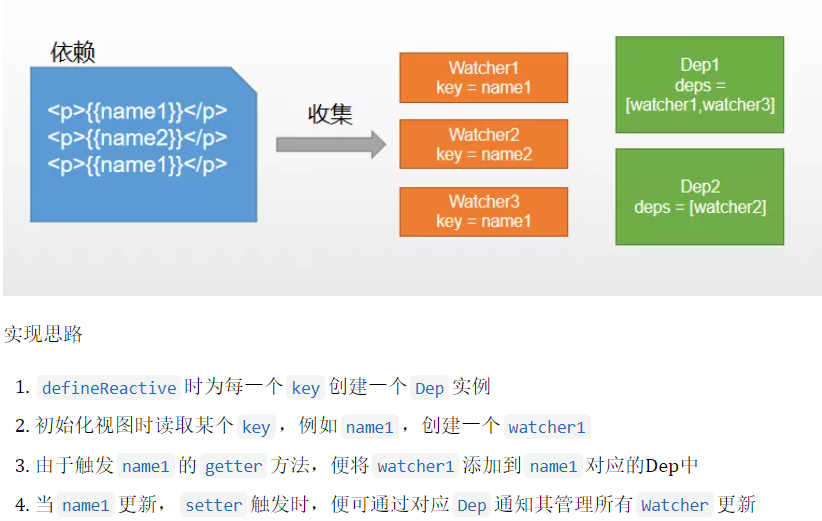 依赖
<p>{{name1}}</p>
<p>{{name2}}</p>
<p>{{name1}}</p>
收集
Watcher1
key = name1
Watcher2
key = name2
Watcher3
key = name1
Dep1
deps =
[watcher1,watcher3]
Dep2
deps = [watcher2]
实现思路
1. defineReactive 时为每一个 key 创建一个 Dep 实例
2. 初始化视图时读取某个 key ，例如 name1 ，创建一个 watcher1
3. 由于触发 name1 的 getter 方法，便将 watcher1 添加到 name1 对应的Dep中
4. 当 name1 更新， setter 触发时，便可通过对应 Dep 通知其管理所有 Watcher 更新